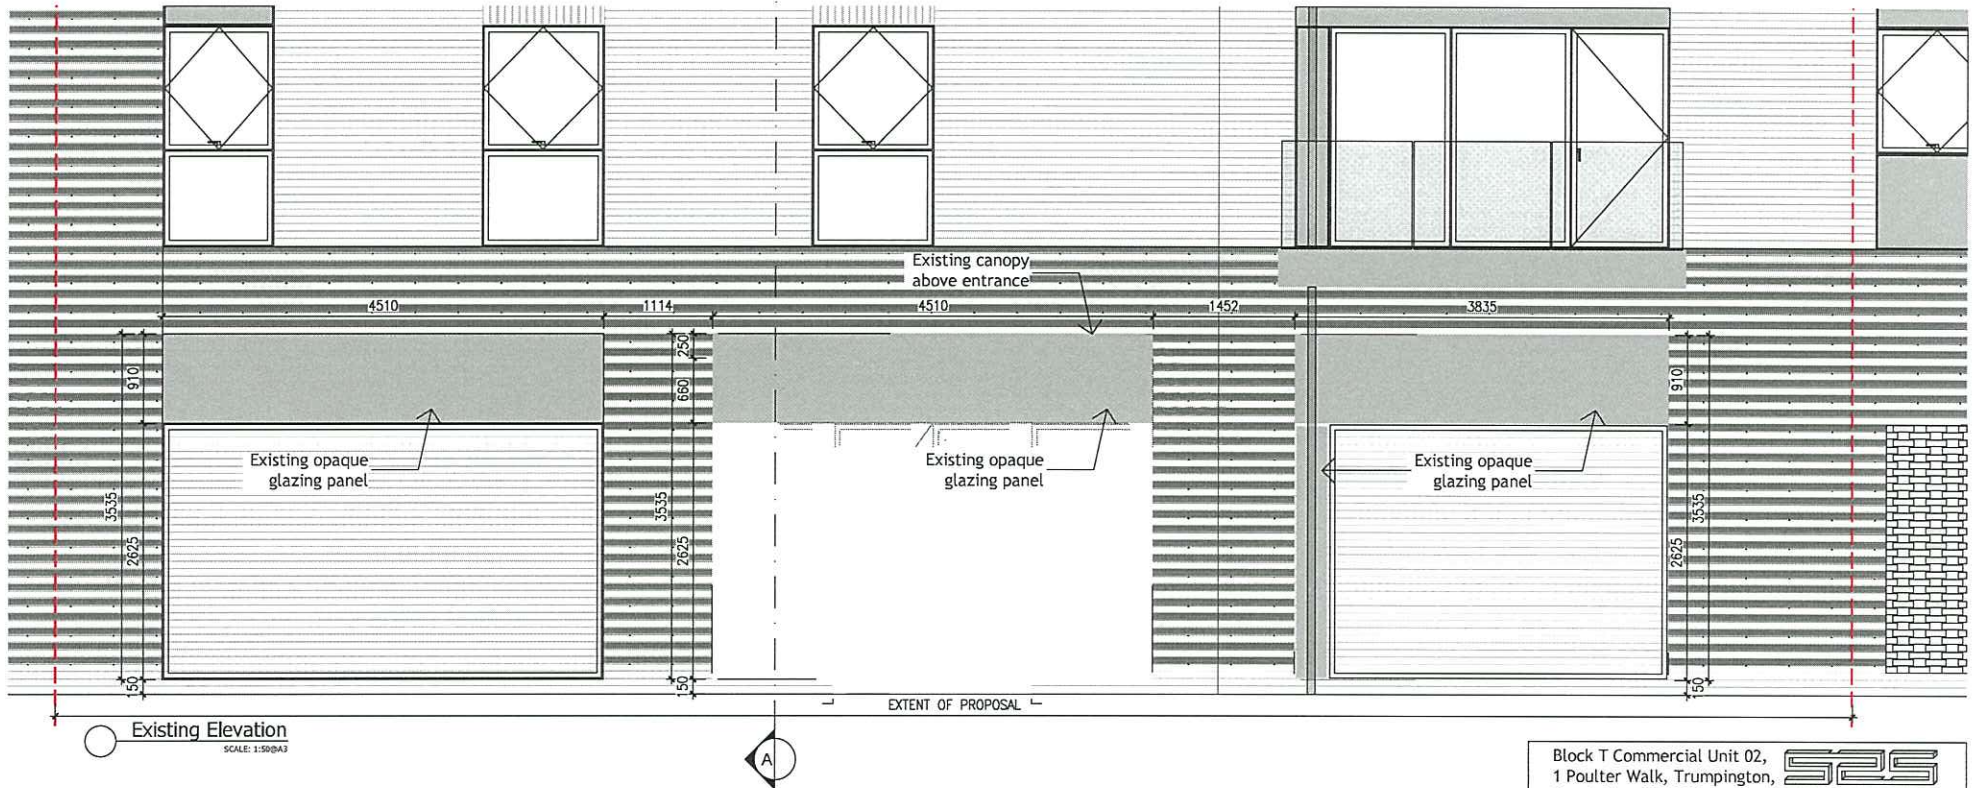 Existing canopy
above entrance
4510
1114
4510
1452
3835
910
3535
2625
150
250
660
3535
2625
150
910
3535
2625
150
Existing opaque
glazing panel
Existing opaque
glazing panel
Existing opaque
glazing panel
EXTENT OF PROPOSAL
Existing Elevation
SCALE: 1:50@A3
A
Block T Commercial Unit 02,
1 Poulter Walk, Trumpington,